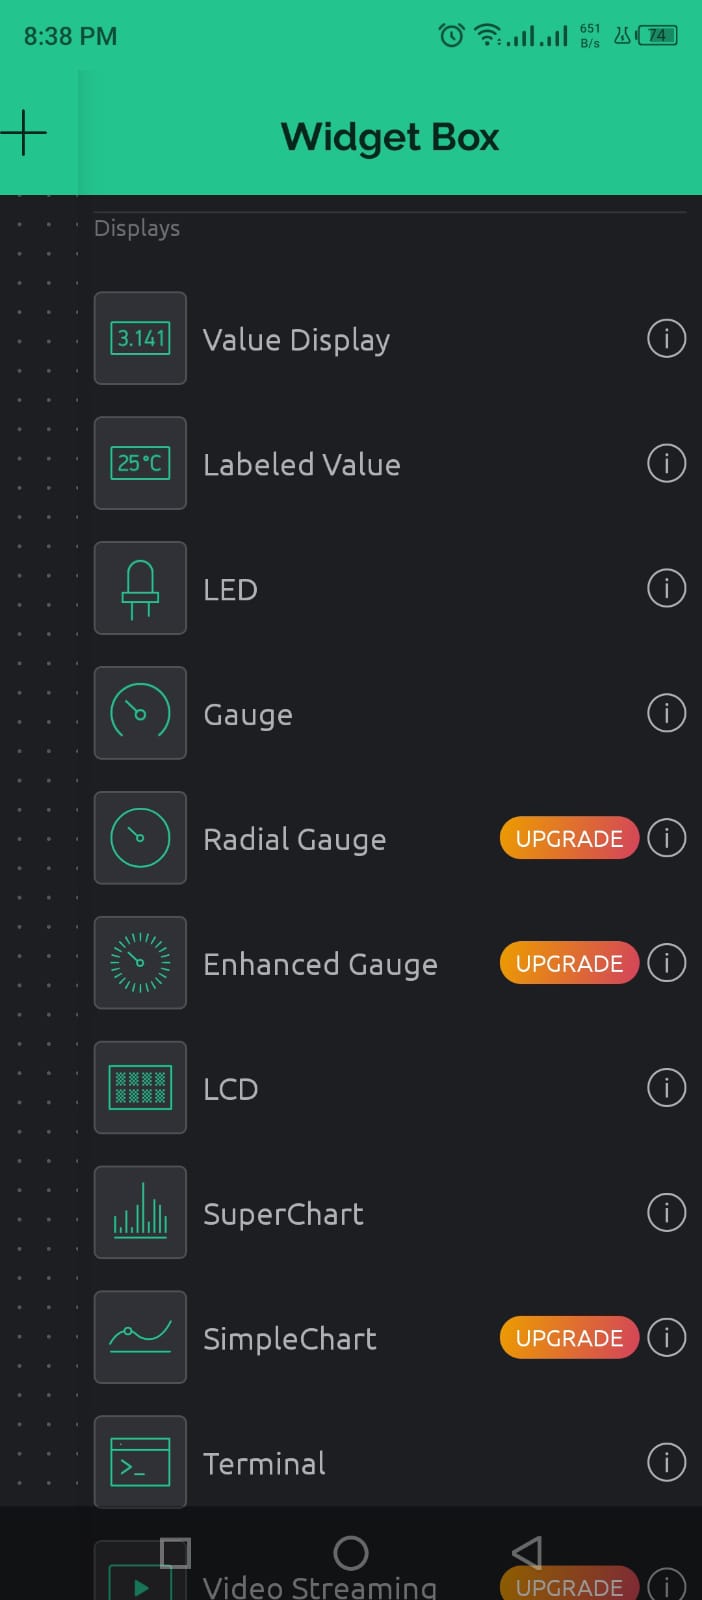 8:38 PM
651
B/s
74
Widget Box
Displays
3.141
Value Display
i
25°C
Labeled Value
i
LED
i
Gauge
i
Radial Gauge
UPGRADE
i
Enhanced Gauge
UPGRADE
i
LCD
i
SuperChart
i
SimpleChart
UPGRADE
i
>_
Terminal
i
Video Streaming
UPGRADE
i